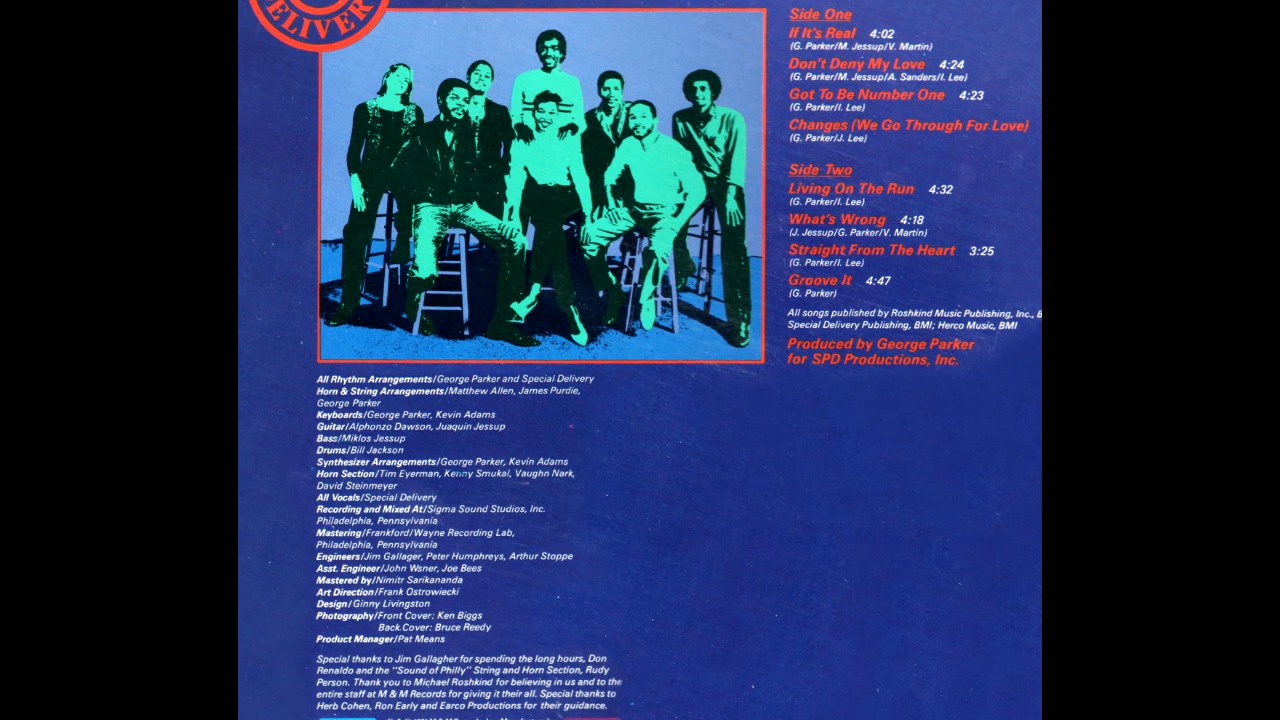 DELIVER
Side One
If It's Real 4:02
(G. Parker/M. Jessup/V. Martin)
Don't Deny My Love 4:24
(G. Parker/M. Jessup/A. Sanders/I. Lee)
Got To Be Number One 4:23
(G. Parker/I. Lee)
Changes (We Go Through For Love)
(G. Parker/J. Lee)
Side Two
Living On The Run 4:32
(G. Parker/I. Lee)
What's Wrong 4:18
(J. Jessup/G. Parker/V. Martin)
Straight From The Heart 3:25
(G. Parker/I. Lee)
Groove It 4:47
(G. Parker)
All songs published by Roshkind Music Publishing, Inc.,
Special Delivery Publishing, BMI; Herco Music, BMI
Produced by George Parker
for SPD Productions, Inc.
All Rhythm Arrangements/George Parker and Special Delivery
Horn & String Arrangements/Matthew Allen, James Purdie,
George Parker
Keyboards/George Parker, Kevin Adams
Guitar/Alphonzo Dawson, Juaquin Jessup
Bass/Miklos Jessup
Drums/Bill Jackson
Synthesizer Arrangements/George Parker, Kevin Adams
Horn Section/Tim Eyerman, Kenny Smukal, Vaughn Nark,
David Steinmeyer
All Vocals/Special Delivery
Recording and Mixed At/Sigma Sound Studios, Inc.
Philadelphia, Pennsylvania
Mastering/Frankford/Wayne Recording Lab,
Philadelphia, Pennsylvania
Engineers/Jim Gallager, Peter Humphreys, Arthur Stoppe
Asst. Engineer/John Wsner, Joe Bees
Mastered by/Nimitr Sarikananda
Art Direction/Frank Ostrowiecki
Design/Ginny Livingston
Photography/Front Cover: Ken Biggs
Back Cover: Bruce Reedy
Product Manager/Pat Means
Special thanks to Jim Gallagher for spending the long hours, Don
Renaldo and the "Sound of Philly" String and Horn Section, Rudy
Person. Thank you to Michael Roshkind for believing in us and to the
entire staff at M & M Records for giving it their all. Special thanks to
Herb Cohen, Ron Early and Earco Productions for their guidance.